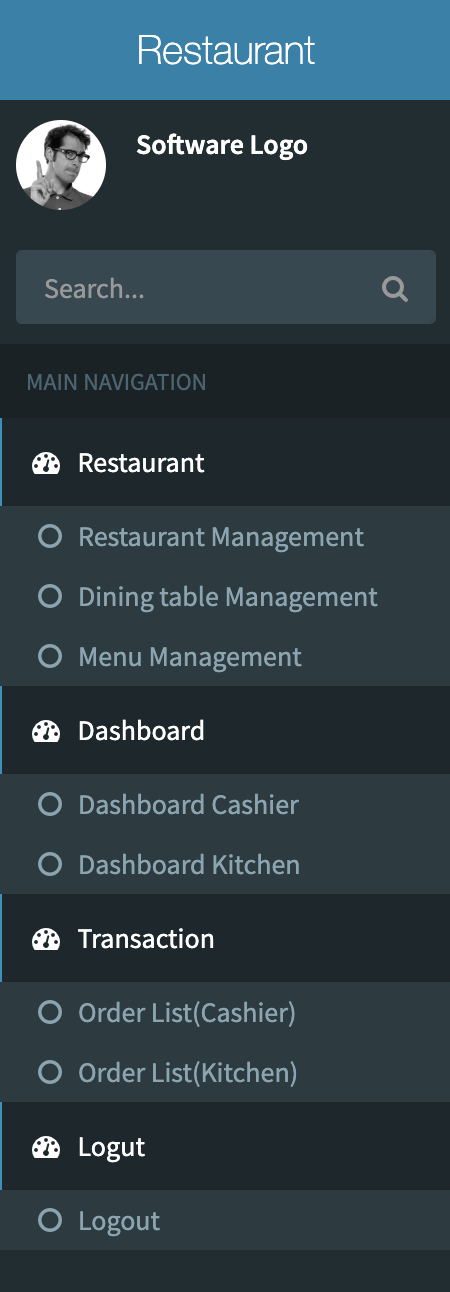 Restaurant
Software Logo
Search...
MAIN NAVIGATION
Restaurant
Restaurant Management
Dining table Management
Menu Management
Dashboard
Dashboard Cashier
Dashboard Kitchen
Transaction
Order List(Cashier)
Order List(Kitchen)
Logut
Logout